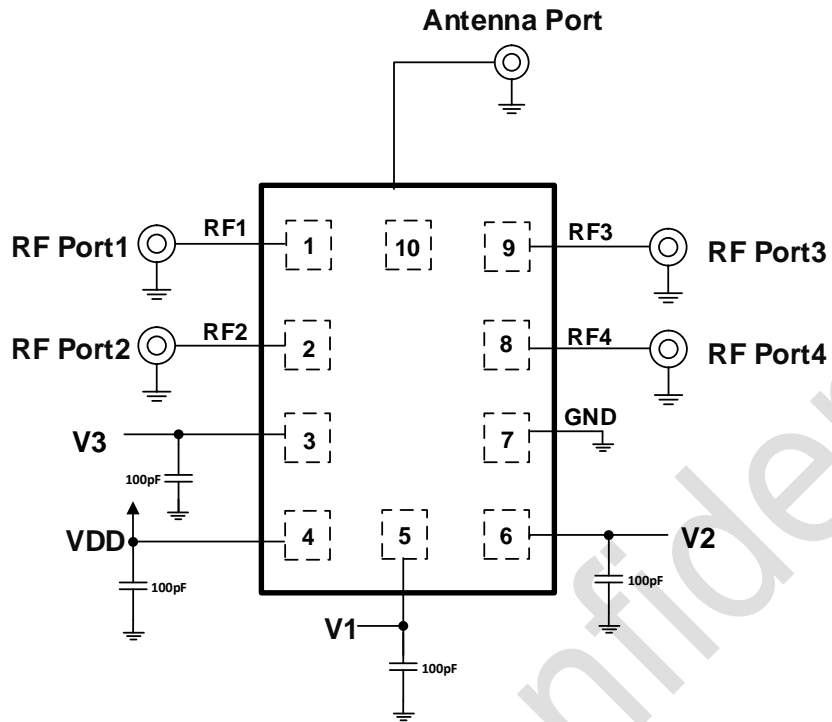 Antenna Port
RF Port1
RF1
1
10
9
RF3
RF Port3
RF Port2
RF2
2
8
RF4
RF Port4
V3
3
7
GND
100pF
VDD
4
5
6
V2
100pF
100pF
V1
100pF